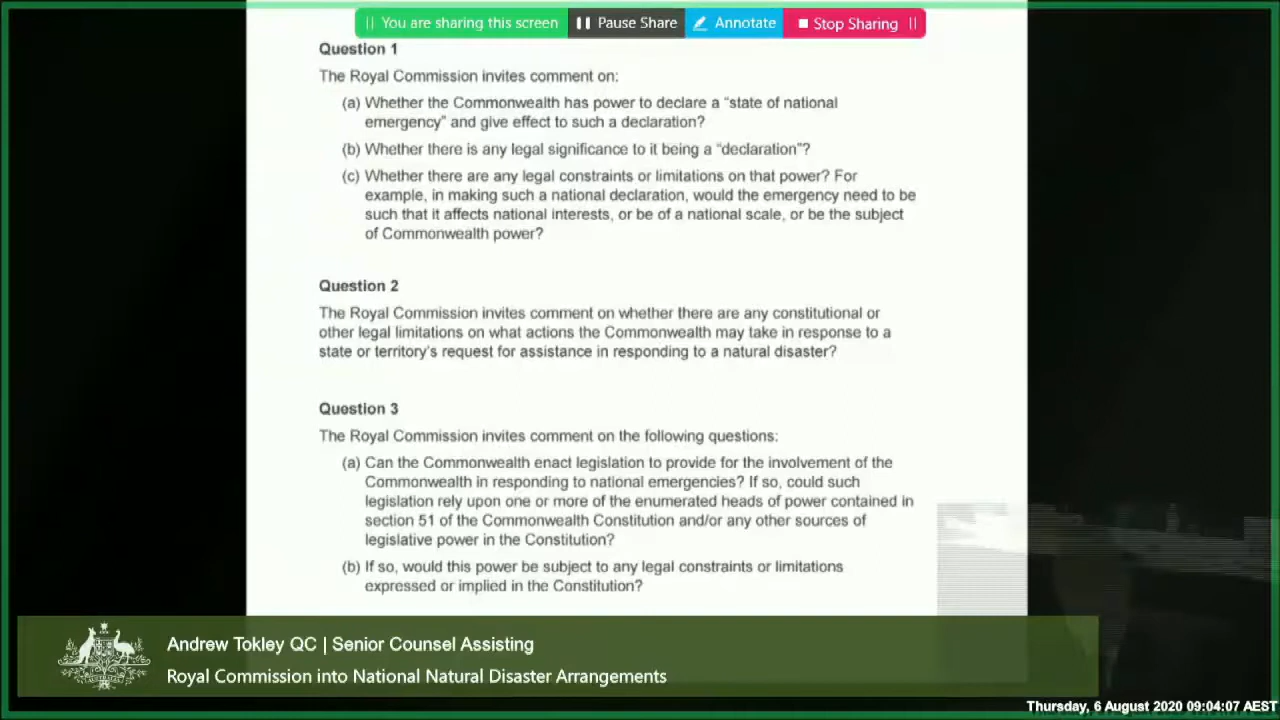 You are sharing this screen
Pause Share
Annotate
Stop Sharing
Question 1
The Royal Commission invites comment on:
(a) Whether the Commonwealth has power to declare a “state of national
emergency” and give effect to such a declaration?
(b) Whether there is any legal significance to it being a “declaration”?
(c) Whether there are any legal constraints or limitations on that power? For
example, in making such a national declaration, would the emergency need to be
such that it affects national interests, or be of a national scale, or be the subject
of Commonwealth power?
Question 2
The Royal Commission invites comment on whether there are any constitutional or
other legal limitations on what actions the Commonwealth may take in response to a
state or territory's request for assistance in responding to a natural disaster?
Question 3
The Royal Commission invites comment on the following questions:
(a) Can the Commonwealth enact legislation to provide for the involvement of the
Commonwealth in responding to national emergencies? If so, could such
legislation rely upon one or more of the enumerated heads of power contained in
section 51 of the Commonwealth Constitution and/or any other sources of
legislative power in the Constitution?
(b) If so, would this power be subject to any legal constraints or limitations
expressed or implied in the Constitution?
Andrew Tokley QC | Senior Counsel Assisting
Royal Commission into National Natural Disaster Arrangements
Thursday, 6 August 2020 09:04:07 AEST